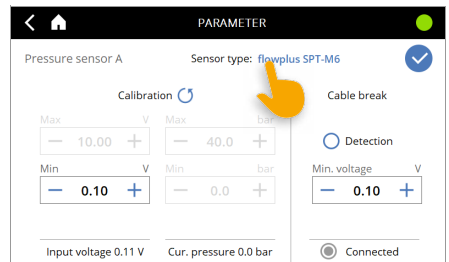 PARAMETER
Pressure sensor A
Sensor type: flowplus SPT-M6
Calibration
Cable break
Max V
Max bar
— 10.00 +
— 40.0 +
Detection
Min V
Min bar
Min. voltage V
— 0.10 +
— 0.0 +
— 0.10 +
Input voltage 0.11 V
Cur. pressure 0.0 bar
Connected